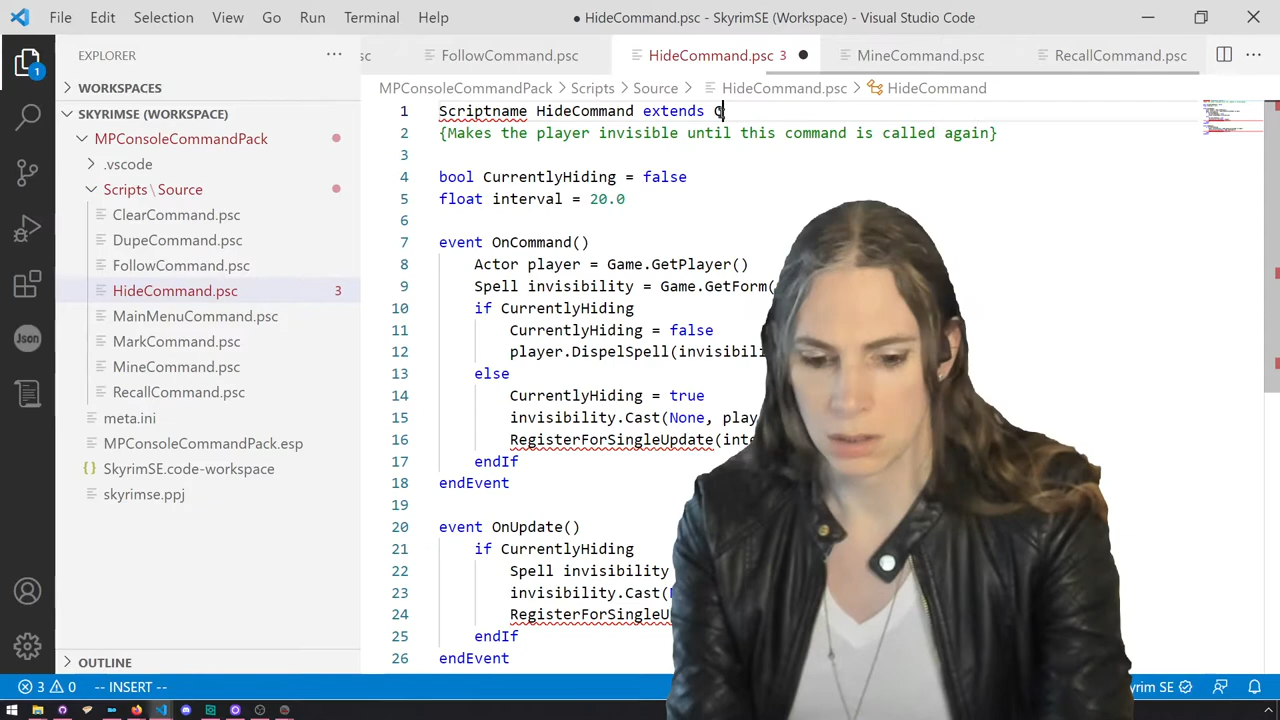 File Edit Selection View Go Run Terminal Help
● HideCommand.psc - SkyrimSE (Workspace) - Visual Studio Code
EXPLORER
FollowCommand.psc
HideCommand.psc 3
MineCommand.psc
RecallCommand.psc
MPConsoleCommandPack > Scripts > Source > HideCommand.psc > HideCommand
1
WORKSPACES
SKYRIMSE (WORKSPACE)
MPConsoleCommandPack
.vscode
Scripts \ Source
ClearCommand.psc
DupeCommand.psc
FollowCommand.psc
HideCommand.psc 3
MainMenuCommand.psc
MarkCommand.psc
MineCommand.psc
RecallCommand.psc
meta.ini
MPConsoleCommandPack.esp
{} SkyrimSE.code-workspace
skyrimse.ppj
OUTLINE
Json
1 Scriptname HideCommand extends C
2 {Makes the player invisible until this command is called again}
3
4 bool CurrentlyHiding = false
5 float interval = 20.0
6
7 event OnCommand()
8 Actor player = Game.GetPlayer()
9 Spell invisibility = Game.GetForm(
10 if CurrentlyHiding
11 CurrentlyHiding = false
12 player.DispelSpell(invisibili
13 else
14 CurrentlyHiding = true
15 invisibility.Cast(None, play
16 RegisterForSingleUpdate(inte
17 endIf
18 endEvent
19
20 event OnUpdate()
21 if CurrentlyHiding
22 Spell invisibility
23 invisibility.Cast(
24 RegisterForSingleU
25 endIf
26 endEvent
3 0 -- INSERT --
yrim SE